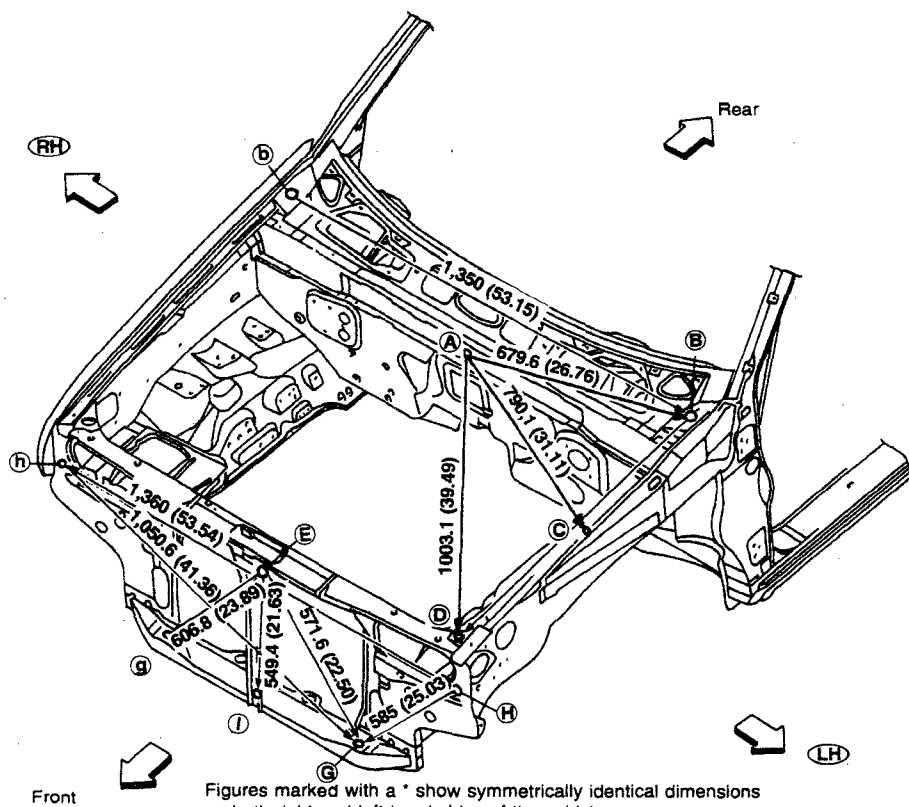 Rear
RH
b
1,350 (53.15)
A
B
679.6 (26.76)
790.1 (31.11)
h
1,360 (53.54)
1003.1 (39.49)
C
1,050.6 (41.36)
E
606.8 (23.89)
549.4 (21.63)
571.6 (22.50)
D
g
585 (25.03)
H
i
G
LH
Front
Figures marked with a * show symmetrically identical dimensions